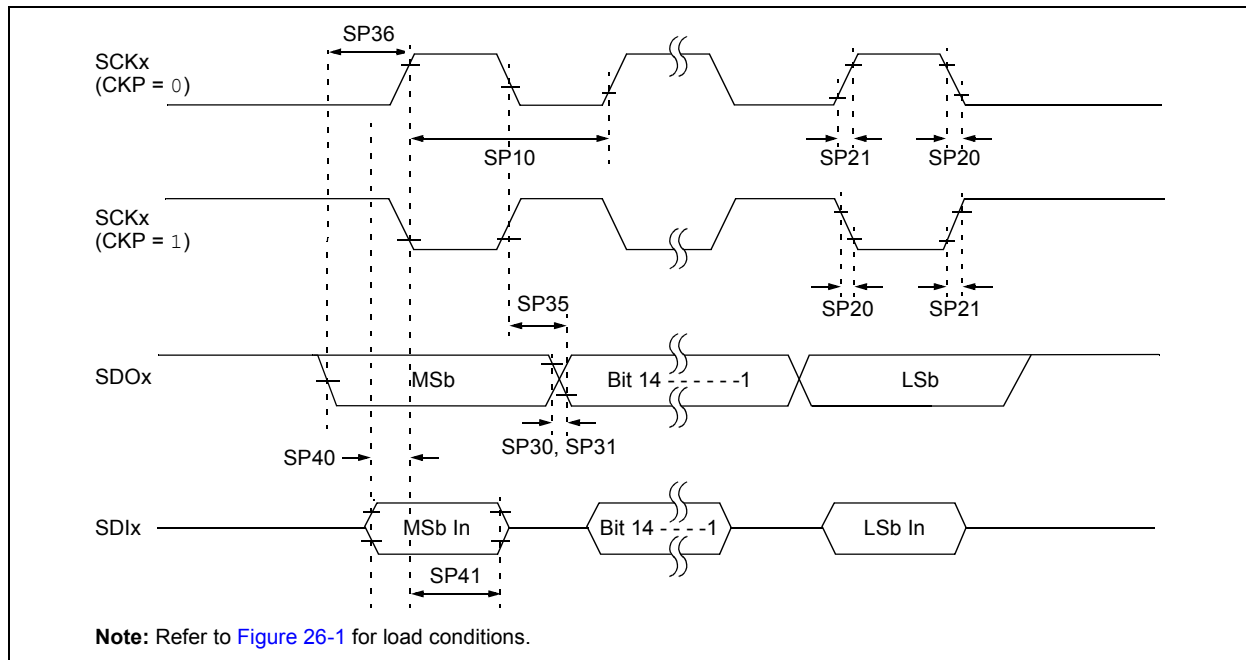 SP36
SCKx
(CKP = 0)
SP10
SP21
SP20
SCKx
(CKP = 1)
SP35
SP20
SP21
SDOx
MSb
Bit 14 - - - - - -1
LSb
SP30, SP31
SP40
SDIx
MSb In
Bit 14 - - - -1
LSb In
SP41
Note: Refer to Figure 26-1 for load conditions.